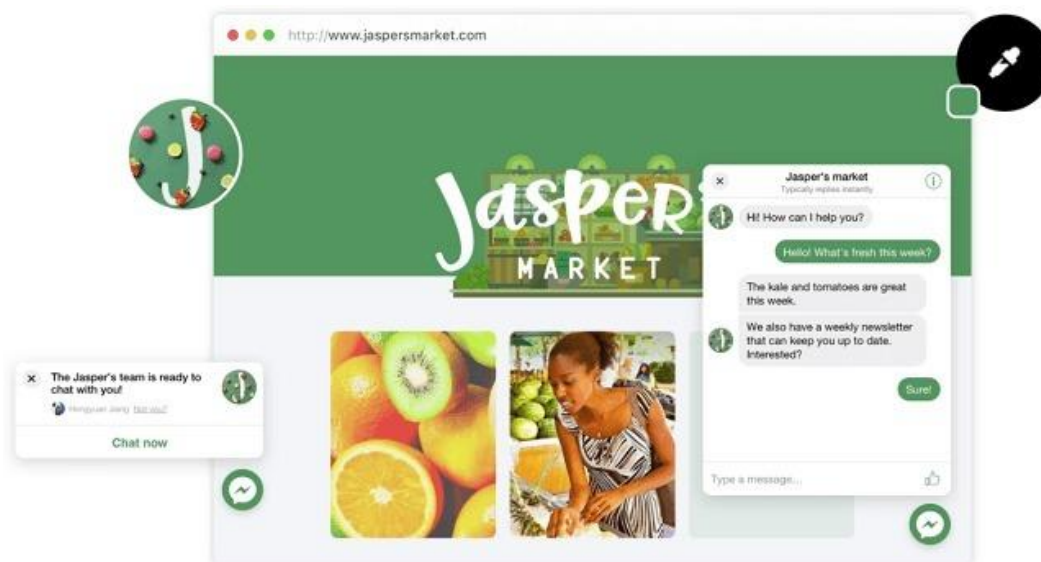 http://www.jaspersmarket.com
J
Jasper's
MARKET
Jasper's market
Typically replies instantly
Hi! How can I help you?
Hello! What's fresh this week?
The kale and tomatoes are great
this week.
We also have a weekly newsletter
that can keep you up to date.
Interested?
Sure!
Type a message...
The Jasper's team is ready to
chat with you!
Hengyuan Jiang Not you?
Chat now